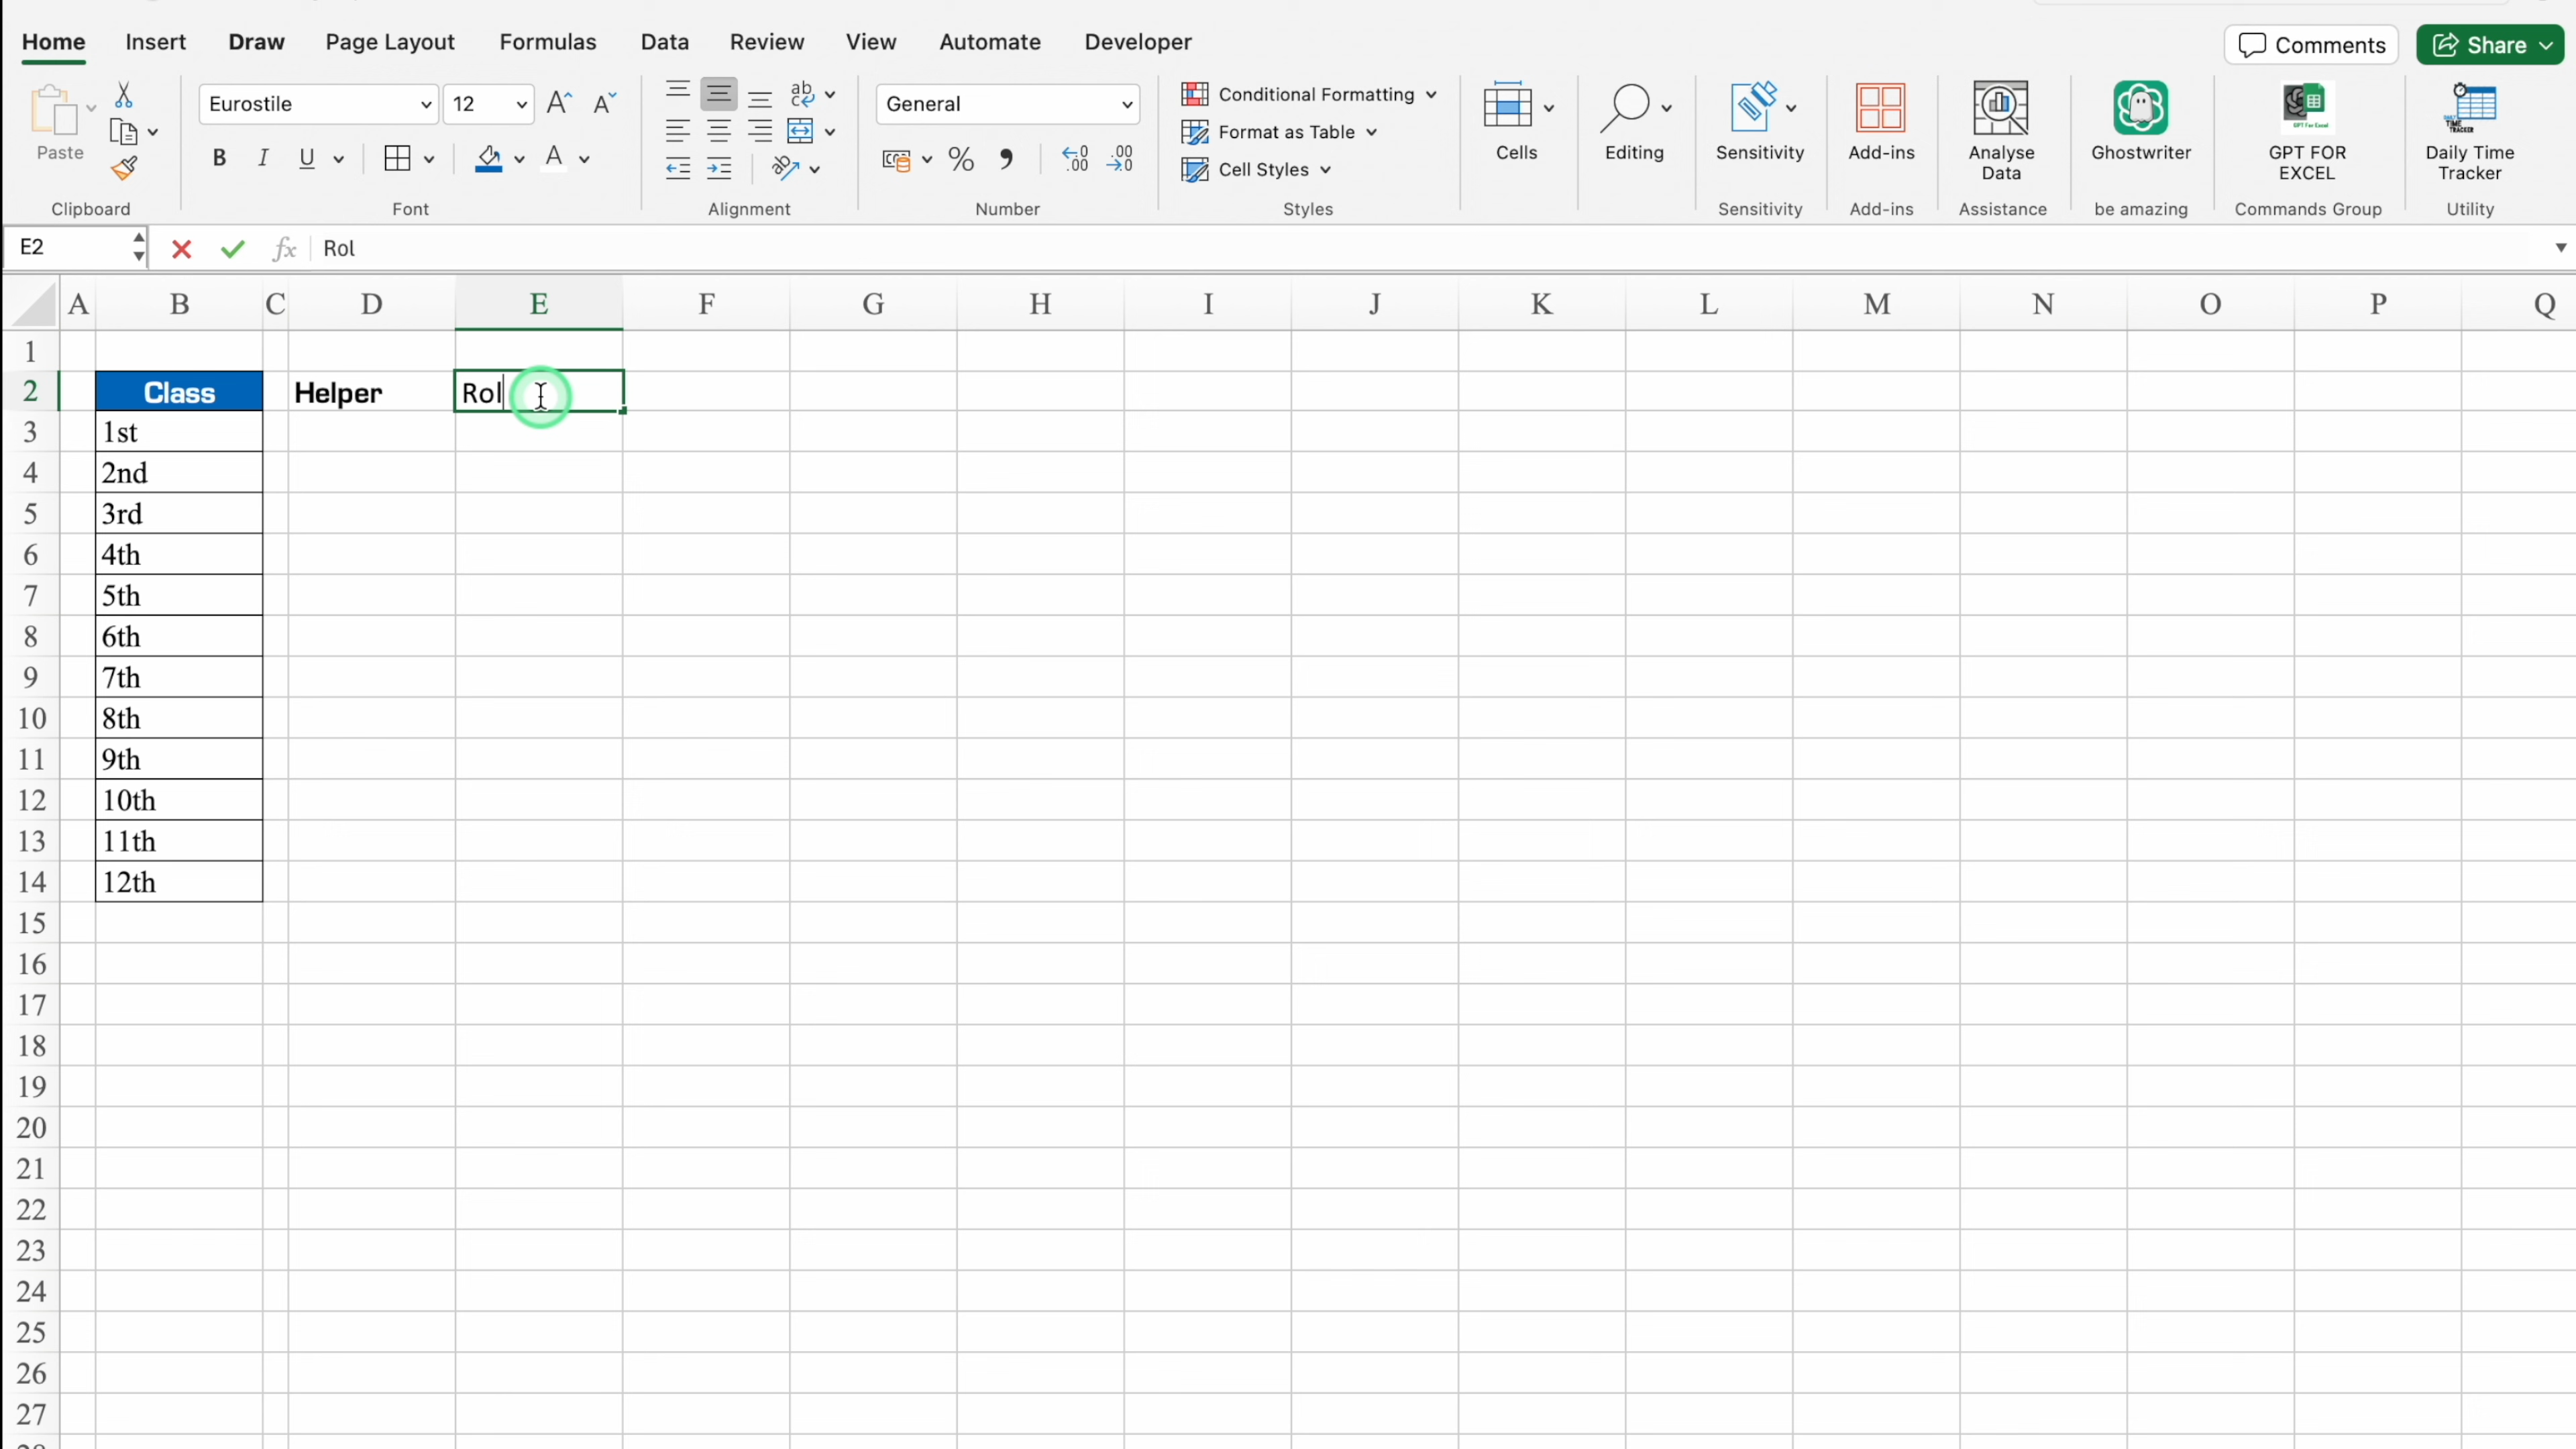 Home Insert Draw Page Layout Formulas Data Review View Automate Developer Comments Share
Paste
Clipboard
Eurostile 12
B I U A
Font
ab
Alignment
General
%
Number
Conditional Formatting
Format as Table
Cell Styles
Styles
Cells
Editing
Sensitivity
Sensitivity
Add-ins
Add-ins
Analyse
Data
Assistance
Ghostwriter
be amazing
GPT FOR
EXCEL
Commands Group
Daily Time
Tracker
Utility
E2 fx Rol
A B C D E F G H I J K L M N O P Q
1
2 Class Helper Rol
3 1st
4 2nd
5 3rd
6 4th
7 5th
8 6th
9 7th
10 8th
11 9th
12 10th
13 11th
14 12th
15
16
17
18
19
20
21
22
23
24
25
26
27